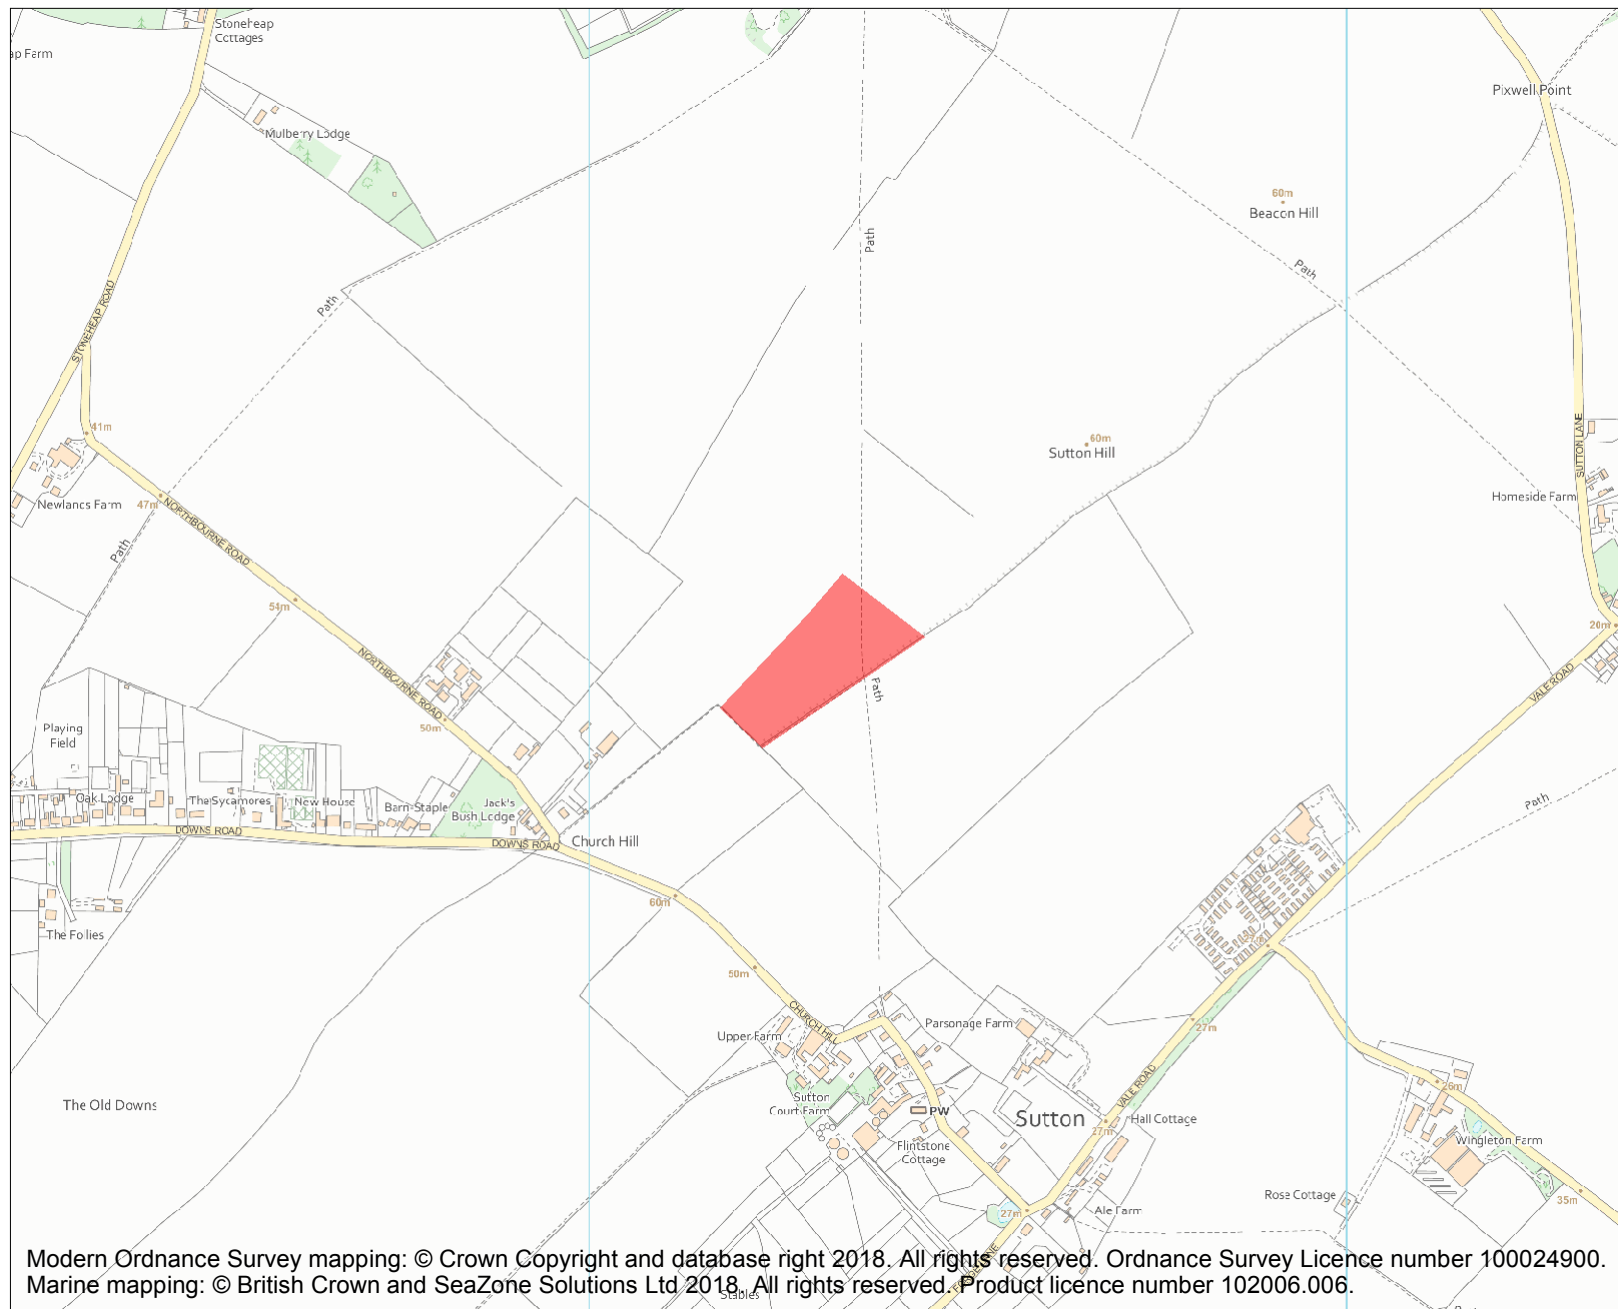 Stoneheap
Cottages
ap Farm
Pixwell Point
Mulberry Lodge
60m
Beacon Hill
Path
Path
Path
STONEHEAP ROAD
41m
60m
Sutton Hill
SUTTON LANE
Newlands Farm
47m
NORTHBOURNE ROAD
Homeside Farm
Path
54m
20m
NORTHBOURNE ROAD
Path
VALE ROAD
50m
Playing
Field
Oak Lodge
The Sycamores
New House
Barn-Staple
Jack's
Bush Lodge
Path
DOWNS ROAD
DOWNS ROAD
Church Hill
60m
The Follies
27m
50m
CHURCH HILL
Upper Farm
Parsonage Farm
27m
VALE ROAD
26m
The Old Downs
Sutton
Court Farm
PW
Sutton
Hall Cottage
27m
Flintstone
Cottage
Wingleton Farm
Rose Cottage
35m
27m
Ale Farm
Modern Ordnance Survey mapping: © Crown Copyright and database right 2018. All rights reserved. Ordnance Survey Licence number 100024900.
Marine mapping: © British Crown and SeaZone Solutions Ltd 2018. All rights reserved. Product licence number 102006.006.
Stables